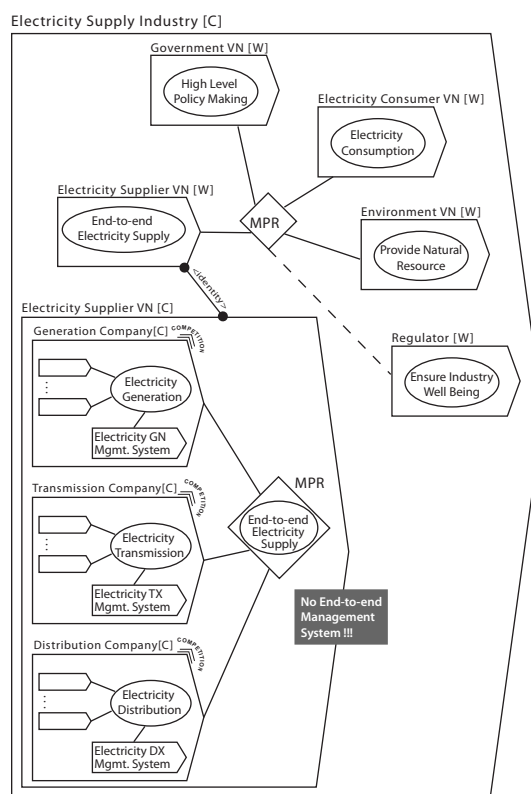 Electricity Supply Industry [C]
Government VN [W]
High Level
Policy Making
Electricity Consumer VN [W]
Electricity
Consumption
Electricity Supplier VN [W]
End-to-end
Electricity Supply
MPR
Environment VN [W]
Provide Natural
Resource
<identity>
Electricity Supplier VN [C]
Regulator [W]
Ensure Industry
Well Being
Generation Company[C]
COMPETITION
Electricity
Generation
Electricity GN
Mgmt. System
Transmission Company[C]
COMPETITION
Electricity
Transmission
Electricity TX
Mgmt. System
MPR
End-to-end
Electricity
Supply
No End-to-end
Management
System !!!
Distribution Company[C]
COMPETITION
Electricity
Distribution
Electricity DX
Mgmt. System